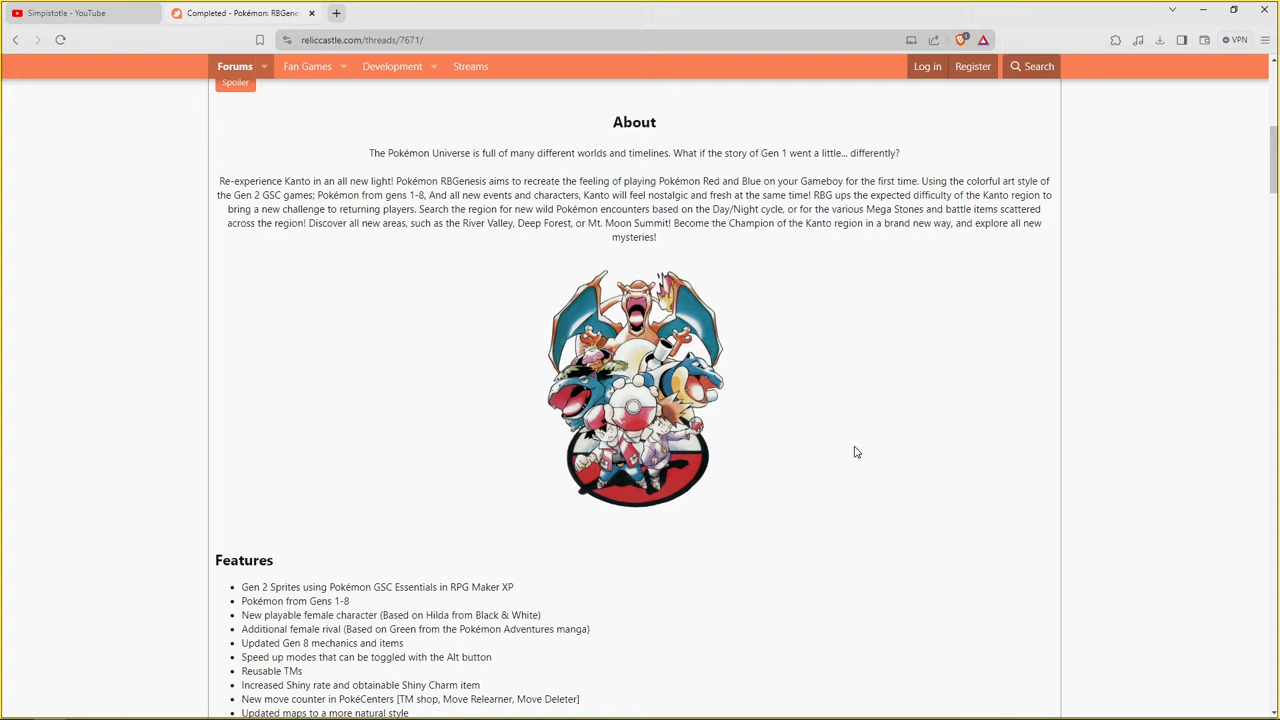 Simpistotle - YouTube
Completed - Pokémon: RBGenes
reliccastle.com/threads/7671/
1
VPN
Forums
Fan Games
Development
Streams
Log in
Register
Search
Spoiler
About
The Pokémon Universe is full of many different worlds and timelines. What if the story of Gen 1 went a little... differently?
Re-experience Kanto in an all new light! Pokémon RBGenesis aims to recreate the feeling of playing Pokémon Red and Blue on your Gameboy for the first time. Using the colorful art style of
the Gen 2 GSC games; Pokémon from gens 1-8, And all new events and characters, Kanto will feel nostalgic and fresh at the same time! RBG ups the expected difficulty of the Kanto region to
bring a new challenge to returning players. Search the region for new wild Pokémon encounters based on the Day/Night cycle, or for the various Mega Stones and battle items scattered
across the region! Discover all new areas, such as the River Valley, Deep Forest, or Mt. Moon Summit! Become the Champion of the Kanto region in a brand new way, and explore all new
mysteries!
Features
• Gen 2 Sprites using Pokémon GSC Essentials in RPG Maker XP
• Pokémon from Gens 1-8
• New playable female character (Based on Hilda from Black & White)
• Additional female rival (Based on Green from the Pokémon Adventures manga)
• Updated Gen 8 mechanics and items
• Speed up modes that can be toggled with the Alt button
• Reusable TMs
• Increased Shiny rate and obtainable Shiny Charm item
• New move counter in PokéCenters [TM shop, Move Relearner, Move Deleter]
• Updated maps to a more natural style